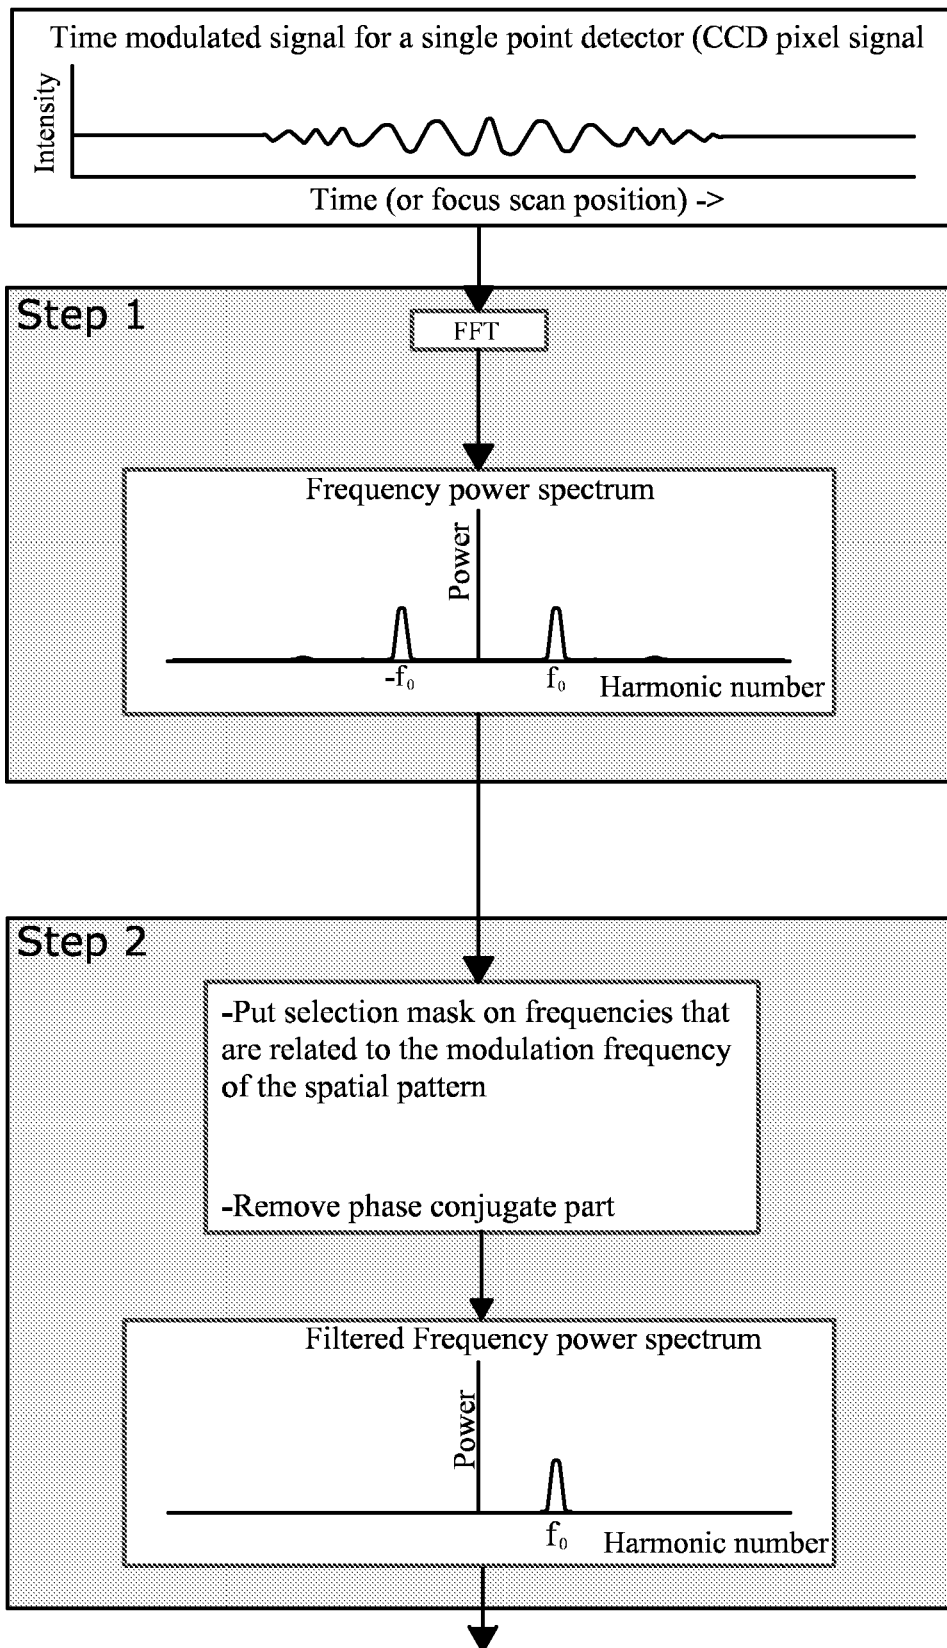 Time modulated signal for a single point detector (CCD pixel signal
Intensity
Time (or focus scan position) ->
Step 1
FFT
Frequency power spectrum
Power
-f₀
f₀
Harmonic number
Step 2
-Put selection mask on frequencies that
are related to the modulation frequency
of the spatial pattern
-Remove phase conjugate part
Filtered Frequency power spectrum
Power
f₀
Harmonic number